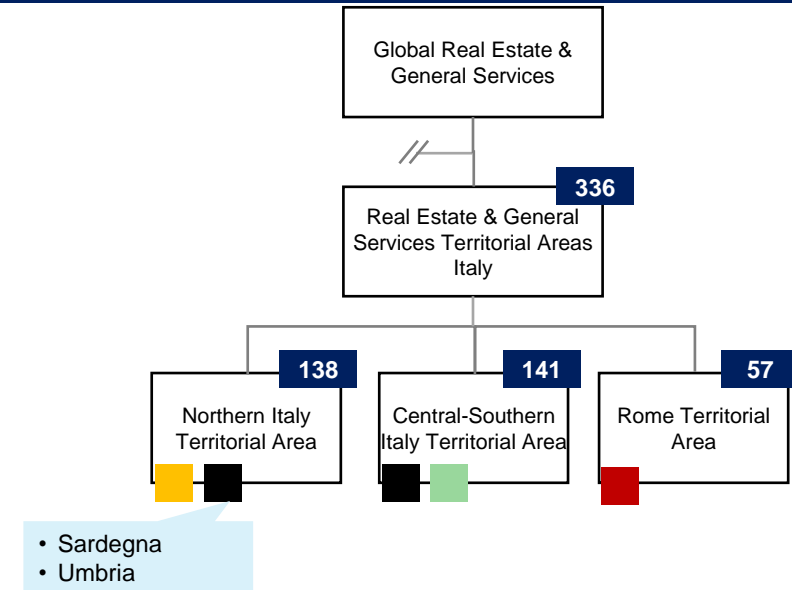 Global Real Estate &
General Services
336
Real Estate & General
Services Territorial Areas
Italy
138
141
57
Northern Italy
Territorial Area
Central-Southern
Italy Territorial Area
Rome Territorial
Area
• Sardegna
• Umbria